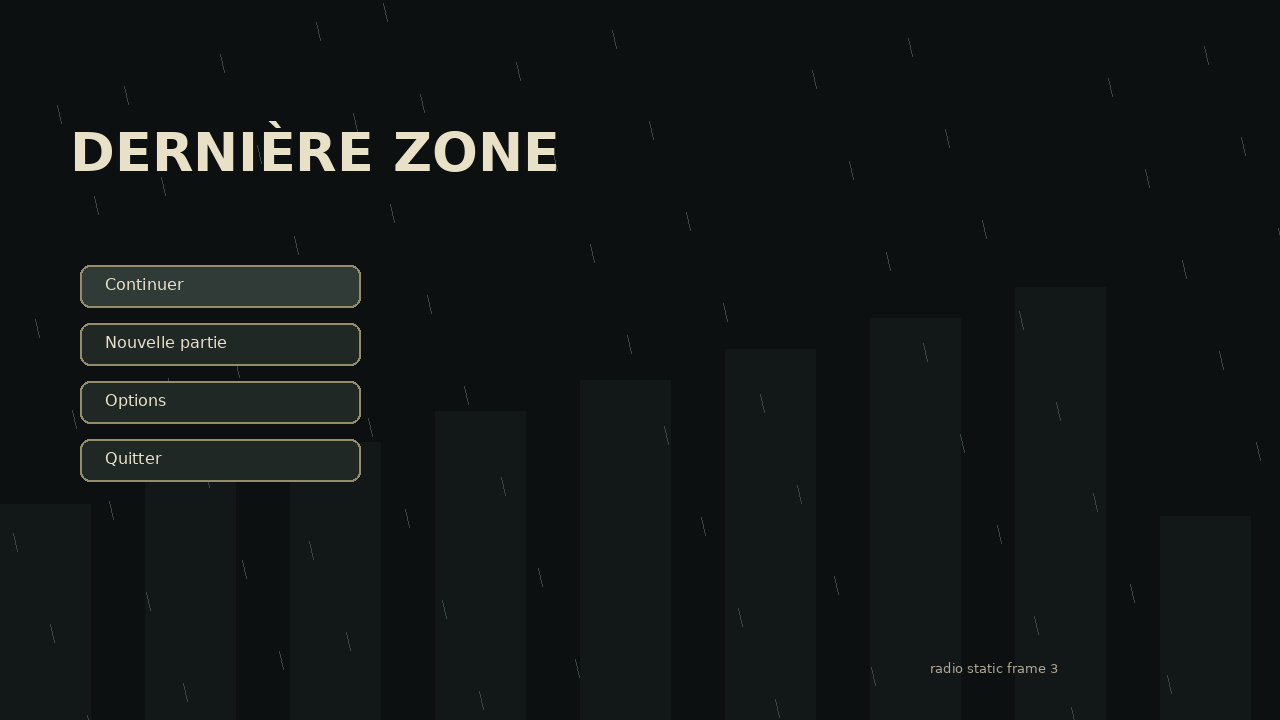 DERNIÈRE ZONE
Continuer
Nouvelle partie
Options
Quitter
radio static frame 3